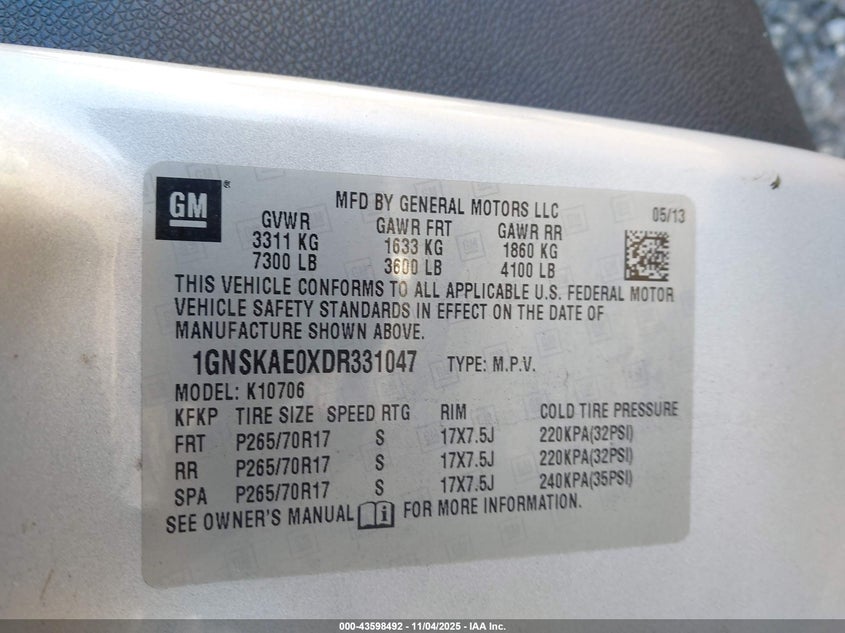 GM ®
MFD BY GENERAL MOTORS LLC
05/13
GVWR GAWR FRT GAWR RR
3311 KG 1633 KG 1860 KG
7300 LB 3600 LB 4100 LB
THIS VEHICLE CONFORMS TO ALL APPLICABLE U.S. FEDERAL MOTOR
VEHICLE SAFETY STANDARDS IN EFFECT ON THE DATE OF
MANUFACTURE SHOWN ABOVE.
1GNSKAE0XDR331047 TYPE: M.P.V.
MODEL: K10706
KFKP TIRE SIZE SPEED RTG RIM COLD TIRE PRESSURE
FRT P265/70R17 S 17X7.5J 220KPA(32PSI)
RR P265/70R17 S 17X7.5J 220KPA(32PSI)
SPA P265/70R17 S 17X7.5J 240KPA(35PSI)
SEE OWNER'S MANUAL i FOR MORE INFORMATION.
000-43598492 - 11/04/2025 - IAA Inc.